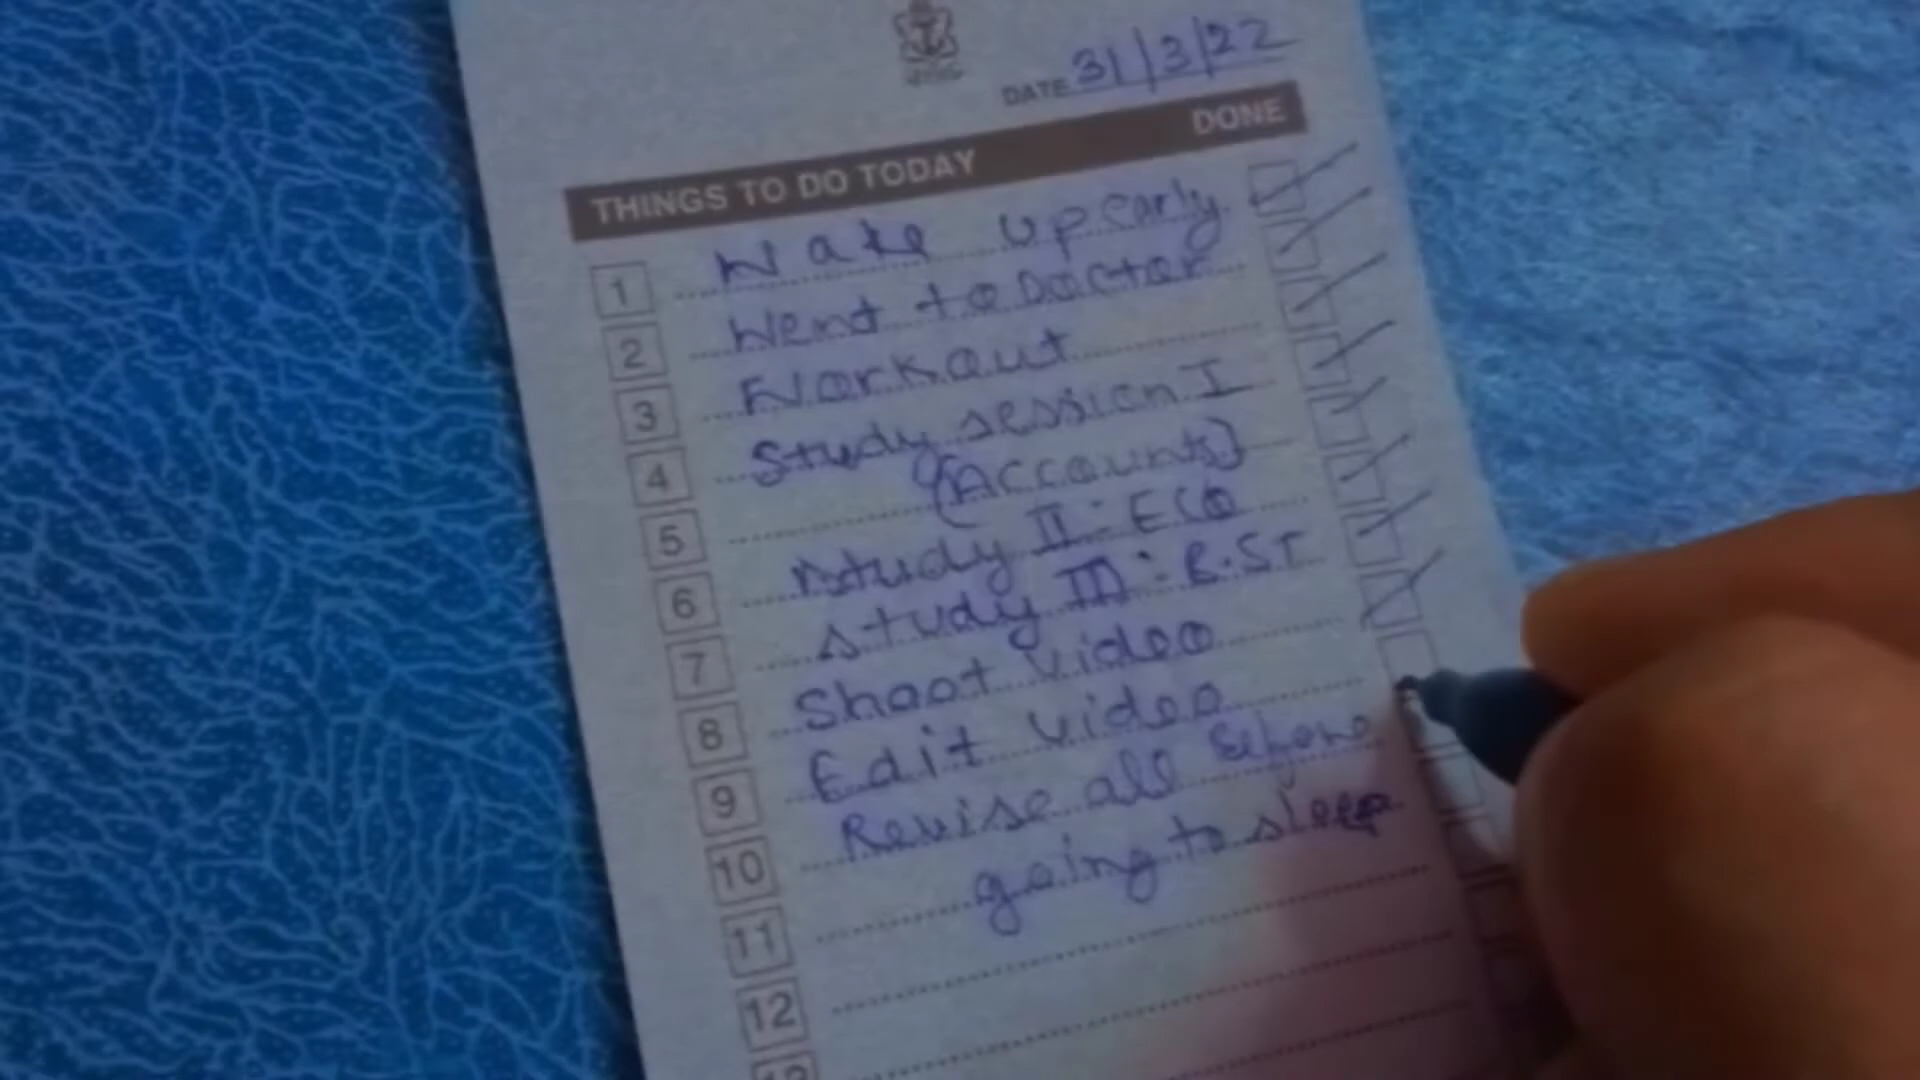 DATE 31/3/22
THINGS TO DO TODAY DONE
1 Wake up early.
2 Went to Doctor
3 Workout
4 Study session I
5 (Accounts)
6 study II : ECO
7 study III : B.ST
8 Shoot video
9 Edit video
10 Revise all before
11 going to sleep
12
13